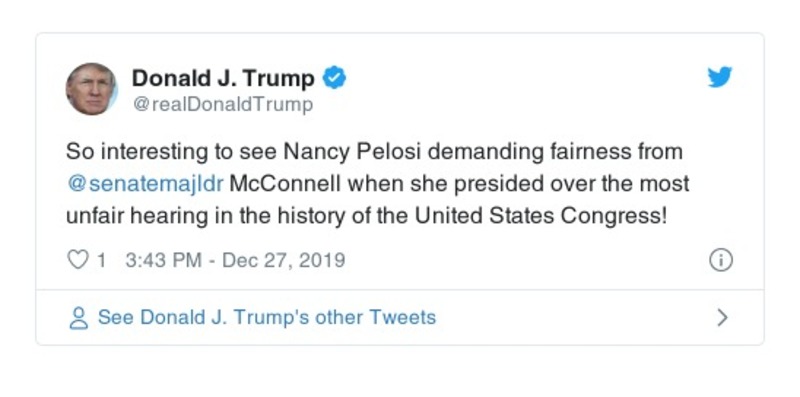 Donald J. Trump
@realDonaldTrump
So interesting to see Nancy Pelosi demanding fairness from
@senatemajldr McConnell when she presided over the most
unfair hearing in the history of the United States Congress!
1 3:43 PM - Dec 27, 2019
See Donald J. Trump's other Tweets